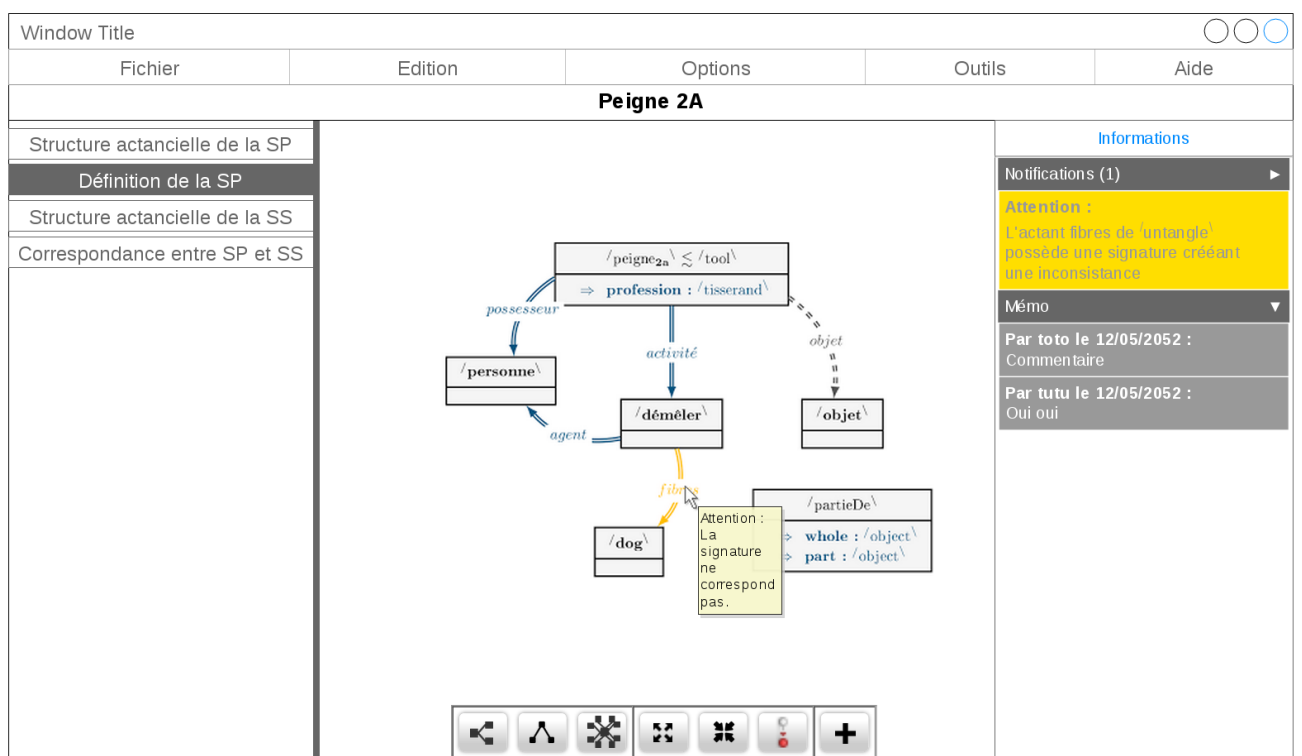 Window Title
Fichier
Edition
Options
Outils
Aide
Peigne 2A
Structure actancielle de la SP
Définition de la SP
Structure actancielle de la SS
Correspondance entre SP et SS
/peigne2a\ ≲ /tool\
⇒ profession : /tisserand\
possesseur
activité
objet
/personne\
/démêler\
/objet\
agent
fibres
/dog\
/partieDe\
⇒ whole : /object\
⇒ part : /object\
Attention :
La
signature
ne
correspond
pas.
Informations
Notifications (1) ►
Attention :
L'actant fibres de /untangle\
possède une signature crééant
une inconsistance
Mémo ▼
Par toto le 12/05/2052 :
Commentaire
Par tutu le 12/05/2052 :
Oui oui